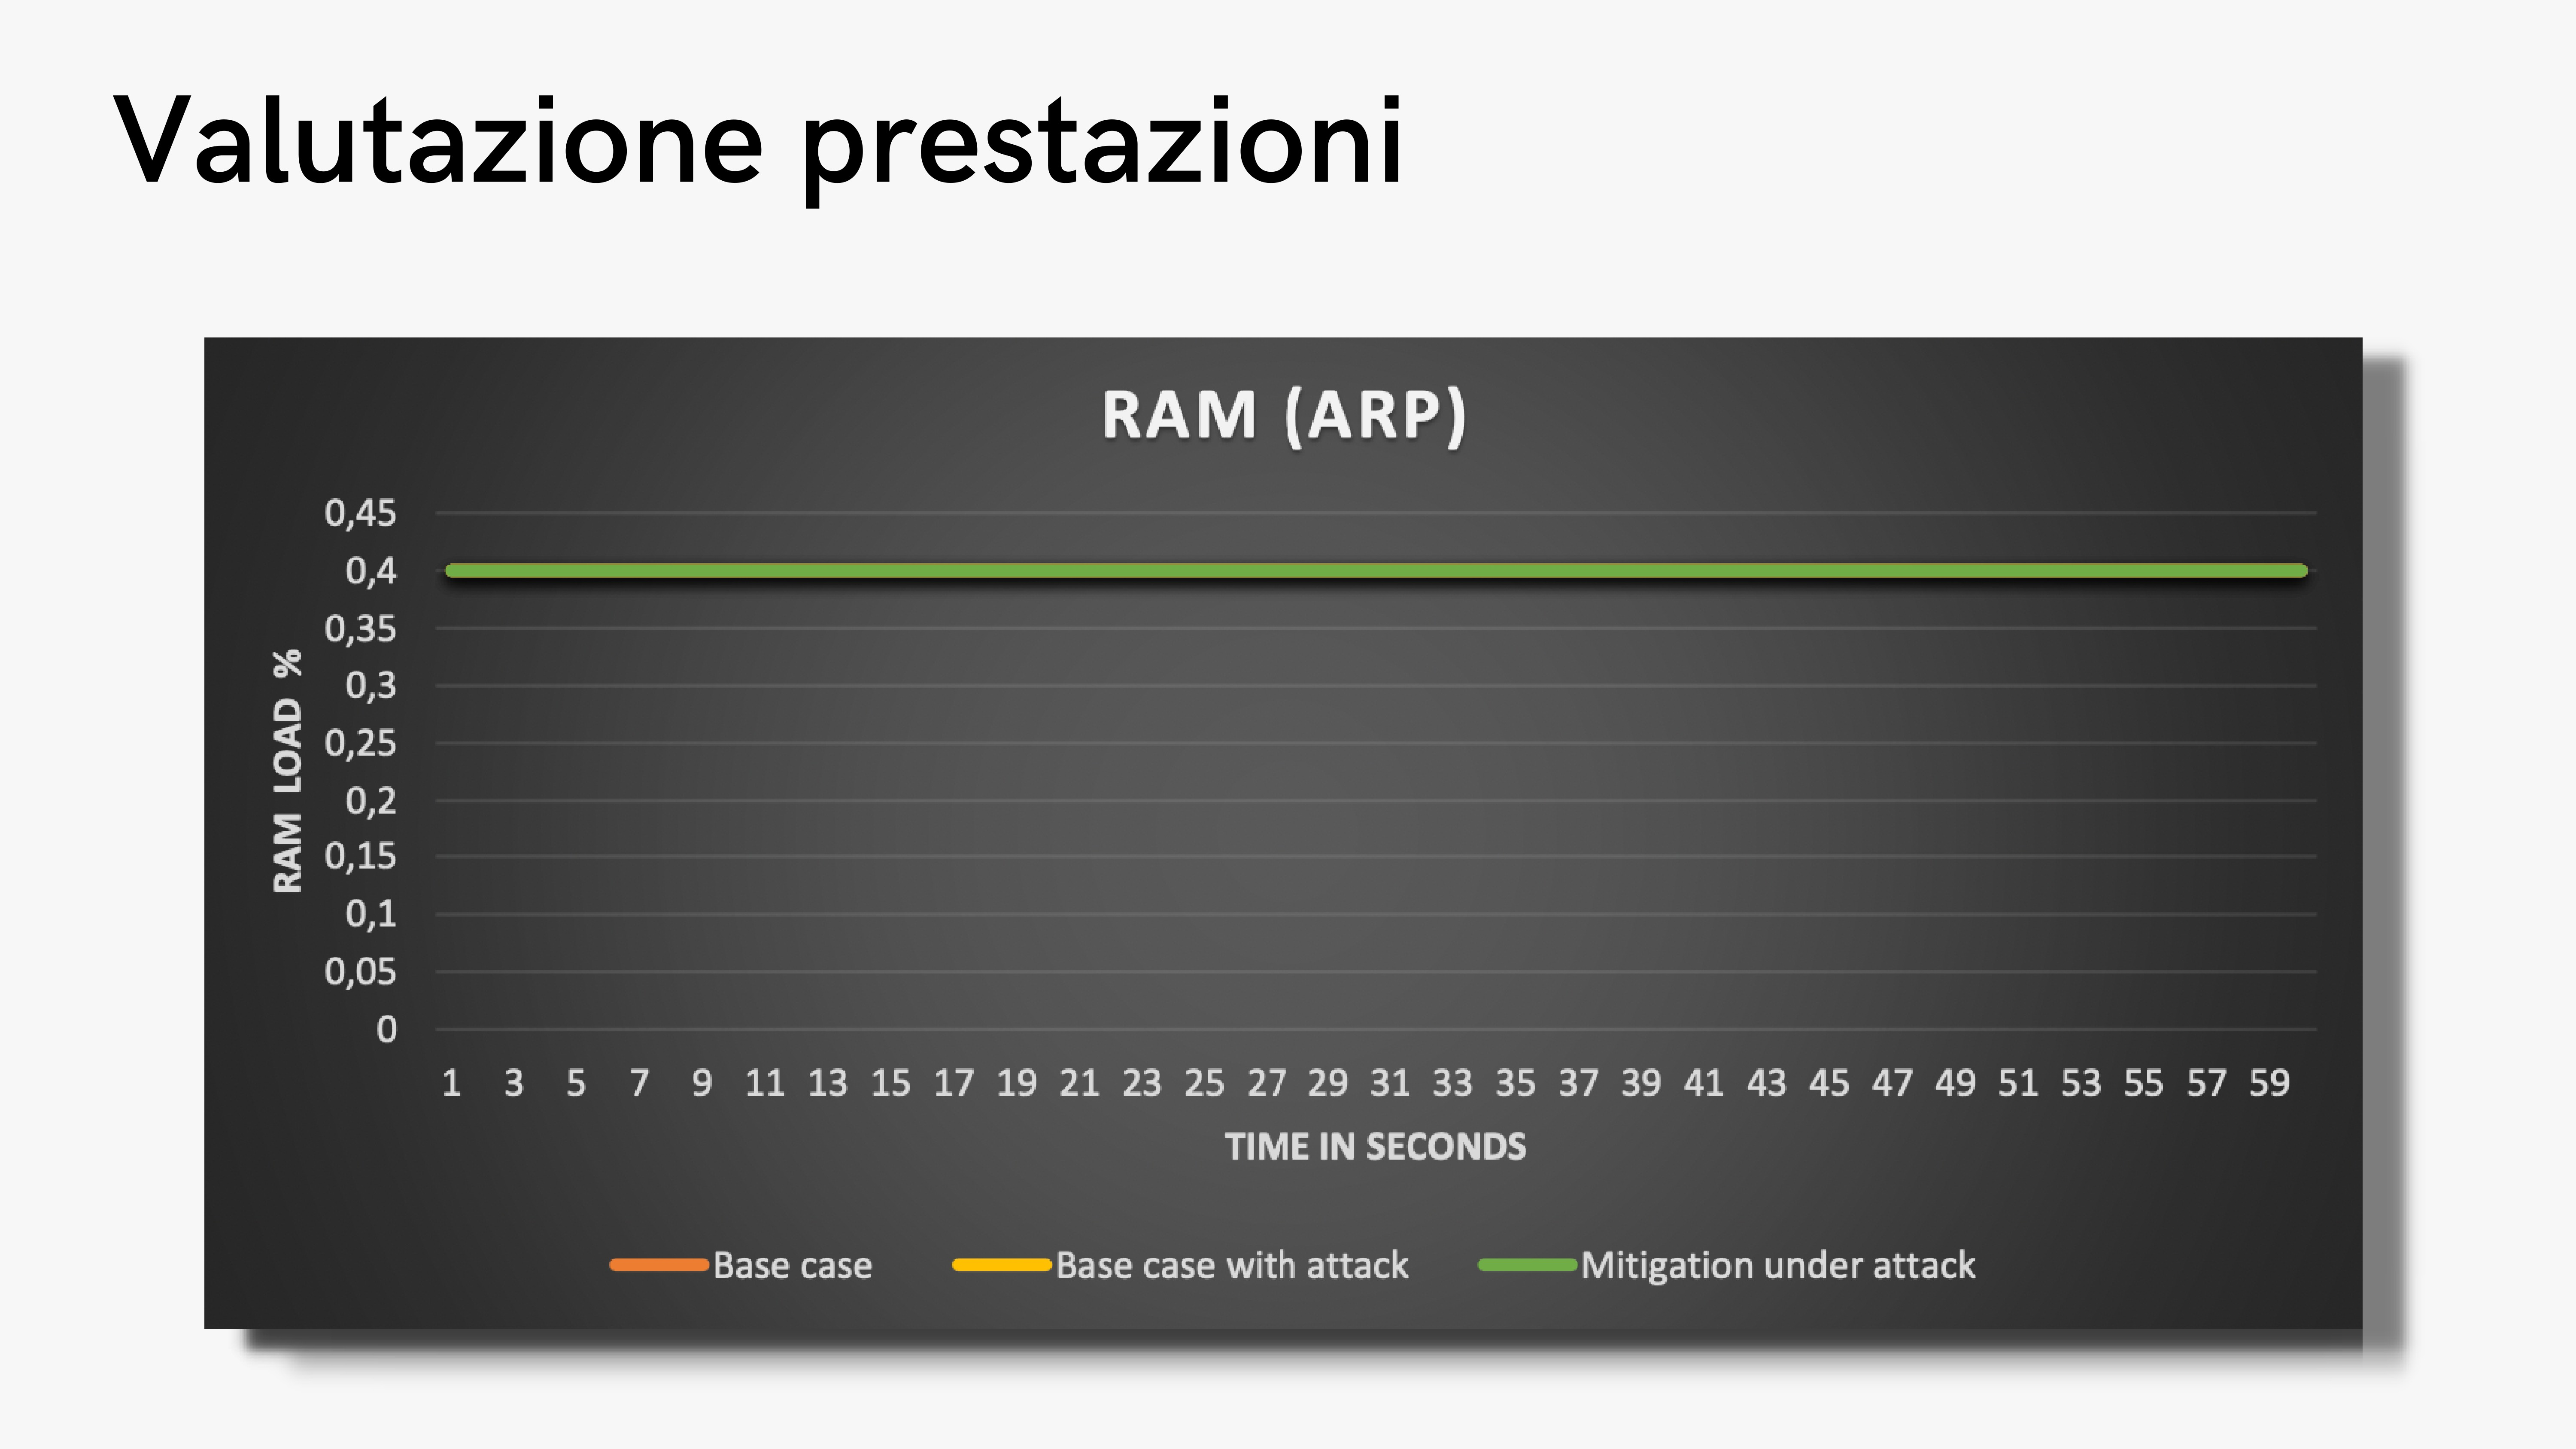 Valutazione prestazioni
RAM (ARP)
0,45
0,4
0,35
0,3
0,25
0,2
0,15
0,1
0,05
0
RAM LOAD %
1 3 5 7 9 11 13 15 17 19 21 23 25 27 29 31 33 35 37 39 41 43 45 47 49 51 53 55 57 59
TIME IN SECONDS
Base case Base case with attack Mitigation under attack